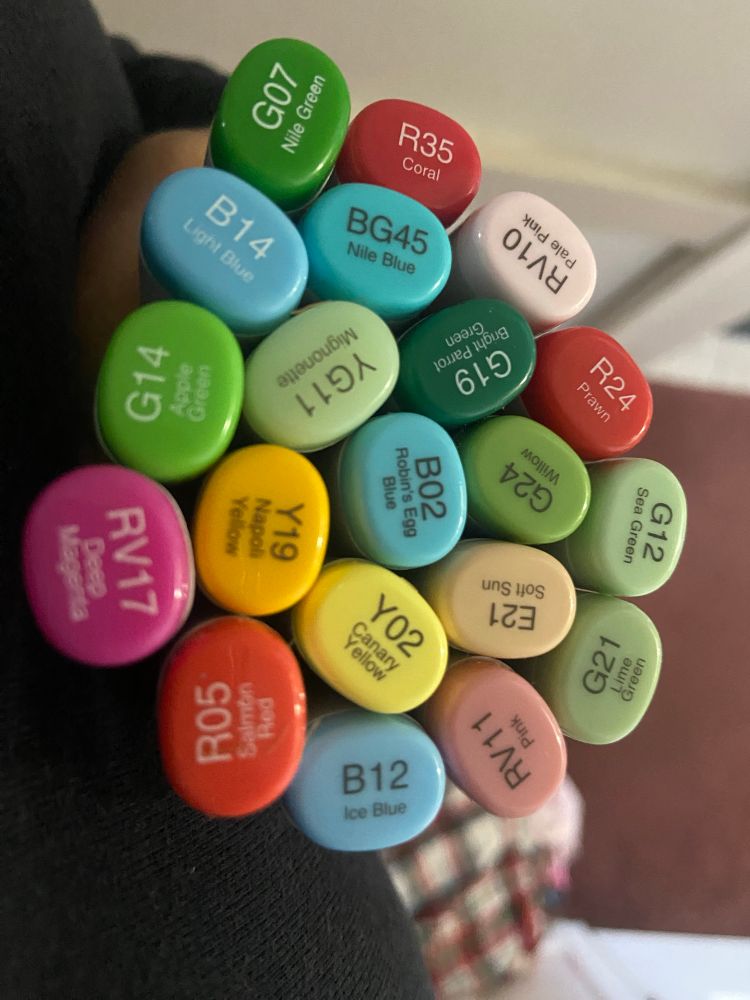 G07
Nile Green
R35
Coral
B14
Light Blue
BG45
Nile Blue
RV10
Pale Pink
G14
Apple
Green
YG11
Mignonette
G19
Bright Parrot
Green
R24
Prawn
RV17
Deep
Magenta
Y19
Napoli
Yellow
B02
Robin's Egg
Blue
G24
Willow
G12
Sea Green
R05
Salmon
Red
Y02
Canary
Yellow
E21
Soft Sun
G21
Lime
Green
B12
Ice Blue
RV11
Pink